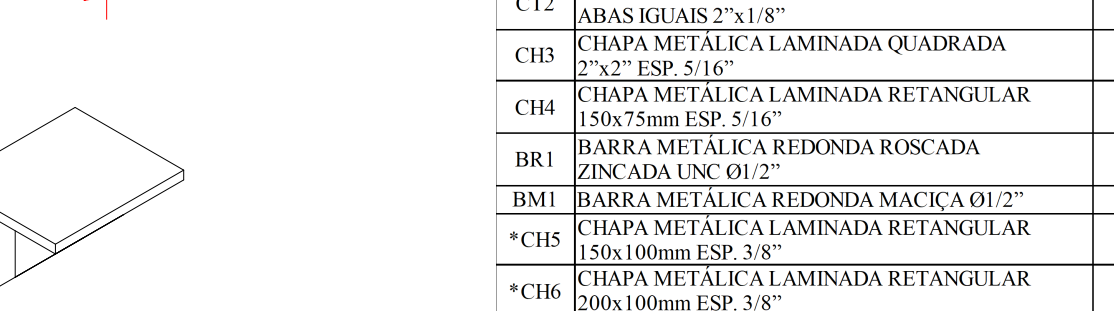 CT2
ABAS IGUAIS 2”x1/8”
CH3
CHAPA METÁLICA LAMINADA QUADRADA
2”x2” ESP. 5/16”
CH4
CHAPA METÁLICA LAMINADA RETANGULAR
150x75mm ESP. 5/16”
BR1
BARRA METÁLICA REDONDA ROSCADA
ZINCADA UNC Ø1/2”
BM1
BARRA METÁLICA REDONDA MACIÇA Ø1/2”
*CH5
CHAPA METÁLICA LAMINADA RETANGULAR
150x100mm ESP. 3/8”
*CH6
CHAPA METÁLICA LAMINADA RETANGULAR
200x100mm ESP. 3/8”